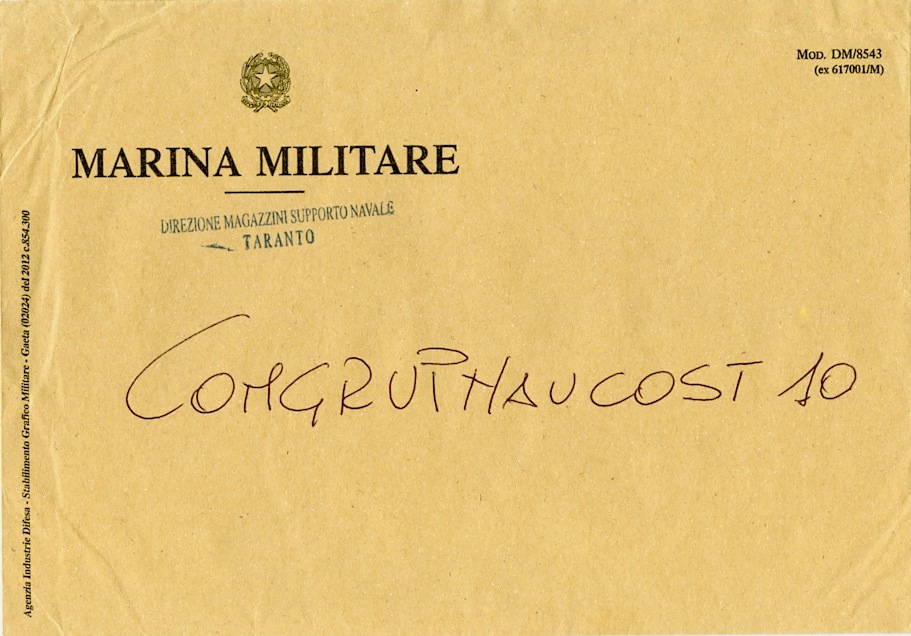 MOD. DM/8543
(ex 617001/M)
MARINA MILITARE
DIREZIONE MAGAZZINI SUPPORTO NAVALE
TARANTO
COMGRUPNAVCOST 10
Agenzia Industrie Difesa - Stabilimento Grafico Militare - Gaeta (02024) del 2012 c.854.300